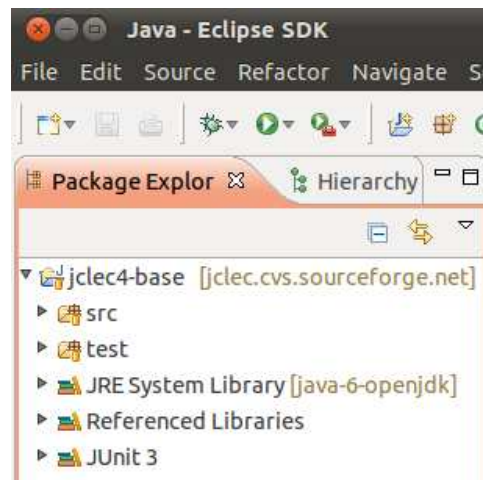 Java - Eclipse SDK
File Edit Source Refactor Navigate S
Package Explor Hierarchy
jclec4-base [jclec.cvs.sourceforge.net]
src
test
JRE System Library [java-6-openjdk]
Referenced Libraries
JUnit 3